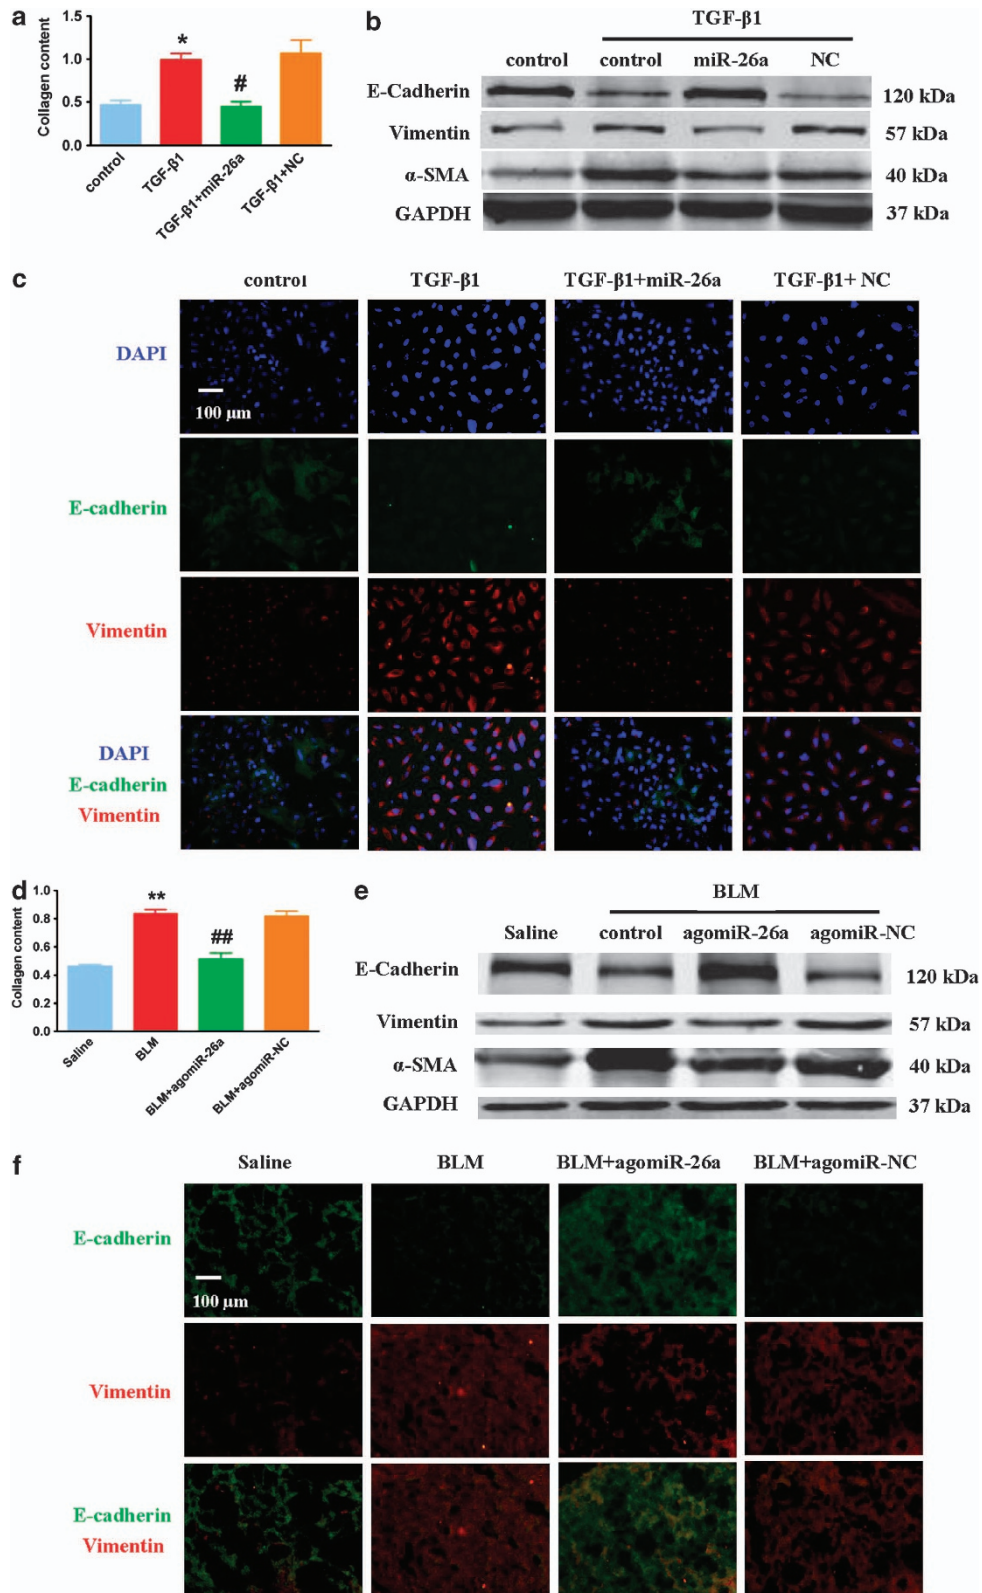 a
1.5
1.0
0.5
0.0
Collagen content
*
#
control
TGF-β1
TGF-β1+miR-26a
TGF-β1+NC
b
TGF-β1
control control miR-26a NC
E-Cadherin 120 kDa
Vimentin 57 kDa
α-SMA 40 kDa
GAPDH 37 kDa
c
control TGF-β1 TGF-β1+miR-26a TGF-β1+ NC
DAPI
100 μm
E-cadherin
Vimentin
DAPI
E-cadherin
Vimentin
d
1.0
0.8
0.6
0.4
0.2
0.0
Collagen content
**
##
Saline
BLM
BLM+agomiR-26a
BLM+agomiR-NC
e
BLM
Saline control agomiR-26a agomiR-NC
E-Cadherin 120 kDa
Vimentin 57 kDa
α-SMA 40 kDa
GAPDH 37 kDa
f
Saline BLM BLM+agomiR-26a BLM+agomiR-NC
E-cadherin
100 μm
Vimentin
E-cadherin
Vimentin